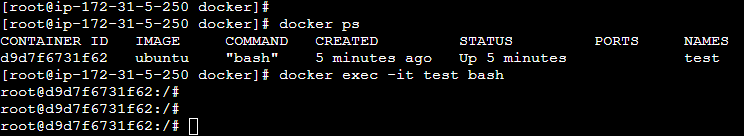 [root@ip-172-31-5-250 docker]#
[root@ip-172-31-5-250 docker]# docker ps
CONTAINER ID   IMAGE     COMMAND   CREATED         STATUS         PORTS     NAMES
d9d7f6731f62   ubuntu    "bash"    5 minutes ago   Up 5 minutes             test
[root@ip-172-31-5-250 docker]# docker exec -it test bash
root@d9d7f6731f62:/#
root@d9d7f6731f62:/#
root@d9d7f6731f62:/#